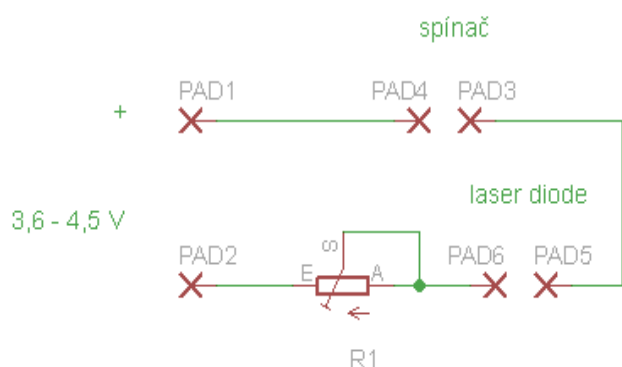 spínač
PAD1
PAD4
PAD3
+
laser diode
3,6 - 4,5 V
S
PAD2
E
A
PAD6
PAD5
R1